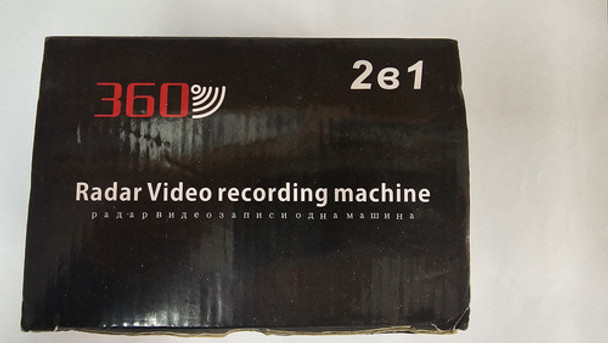 2в1
360
Radar Video recording machine
радарвидеозаписиоднамашина